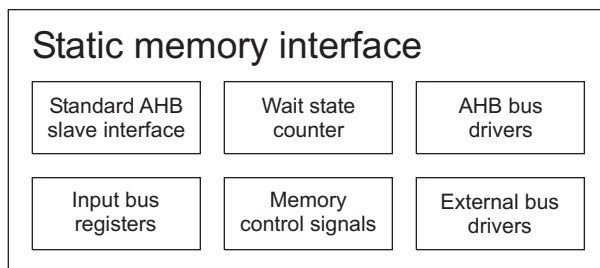 Static memory interface
Standard AHB
slave interface
Wait state
counter
AHB bus
drivers
Input bus
registers
Memory
control signals
External bus
drivers